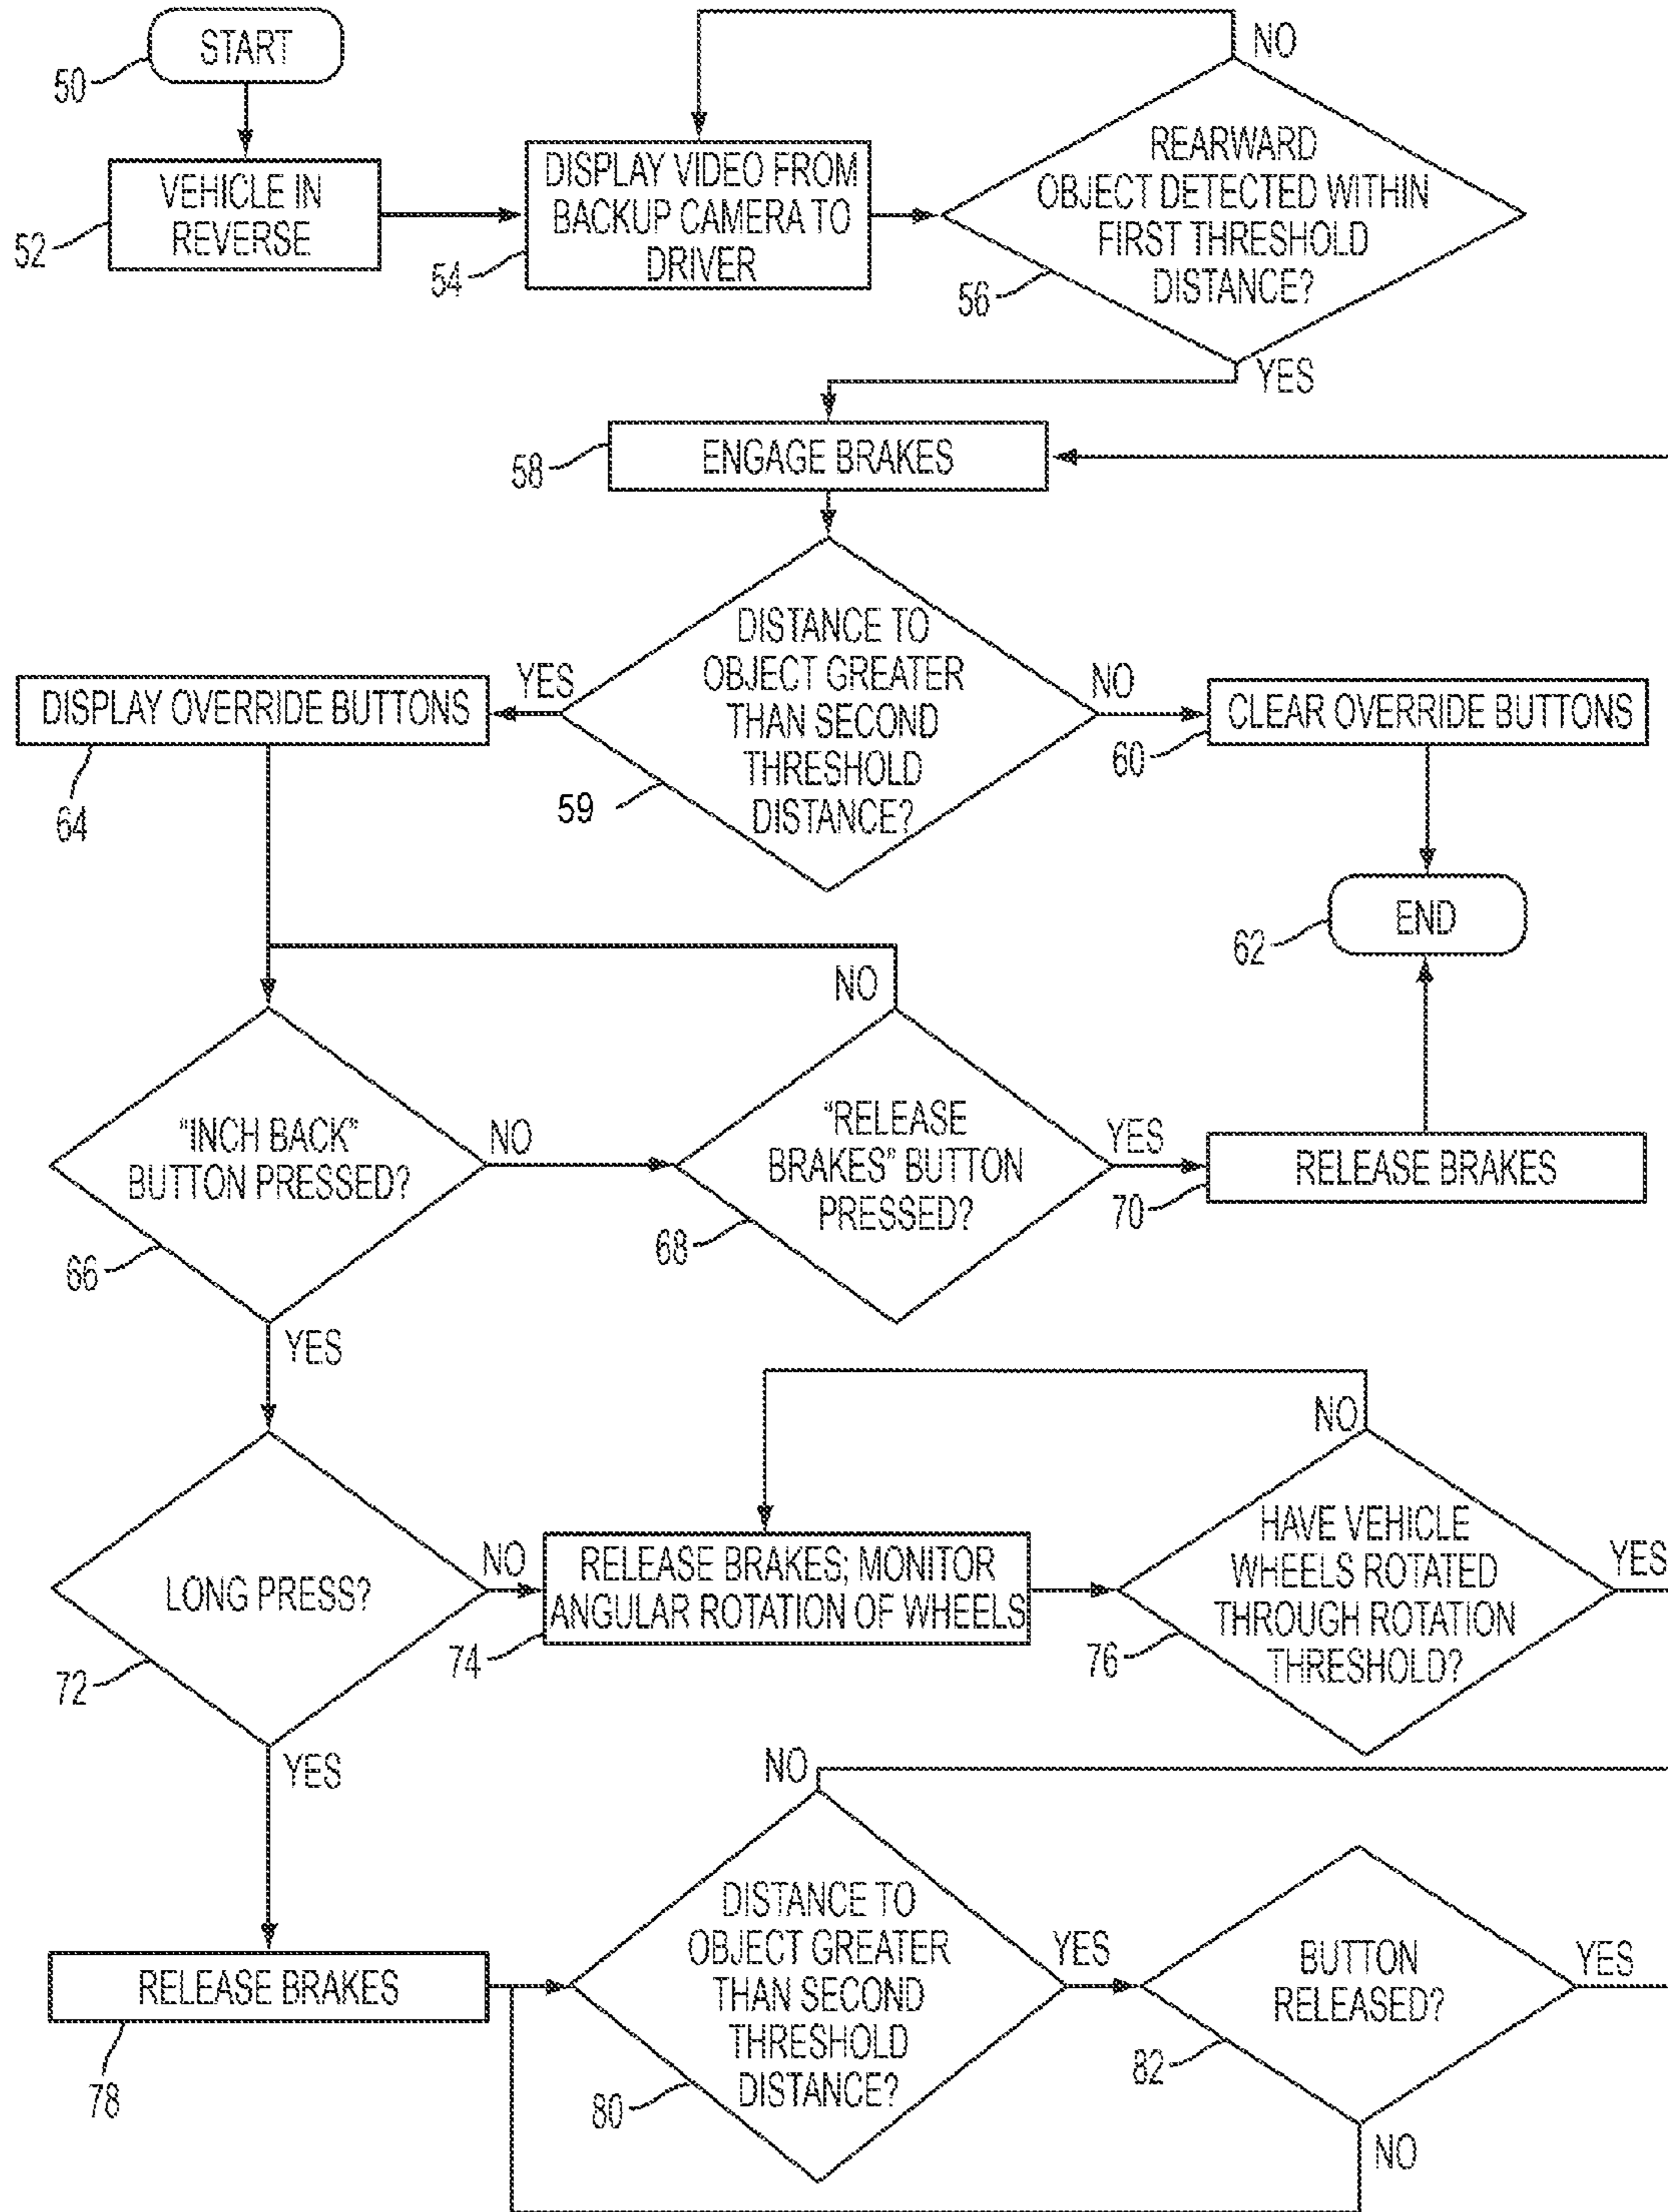 START
50
VEHICLE IN
REVERSE
52
DISPLAY VIDEO FROM
BACKUP CAMERA TO
DRIVER
54
NO
REARWARD
OBJECT DETECTED WITHIN
FIRST THRESHOLD
DISTANCE?
56
YES
ENGAGE BRAKES
58
DISTANCE TO
OBJECT GREATER
THAN SECOND
THRESHOLD
DISTANCE?
59
YES
NO
DISPLAY OVERRIDE BUTTONS
64
CLEAR OVERRIDE BUTTONS
60
END
62
"INCH BACK"
BUTTON PRESSED?
66
NO
YES
NO
"RELEASE
BRAKES" BUTTON
PRESSED?
68
YES
RELEASE BRAKES
70
LONG PRESS?
72
NO
YES
RELEASE BRAKES; MONITOR
ANGULAR ROTATION OF WHEELS
74
NO
HAVE VEHICLE
WHEELS ROTATED
THROUGH ROTATION
THRESHOLD?
76
YES
RELEASE BRAKES
78
NO
DISTANCE TO
OBJECT GREATER
THAN SECOND
THRESHOLD
DISTANCE?
80
YES
BUTTON
RELEASED?
82
YES
NO